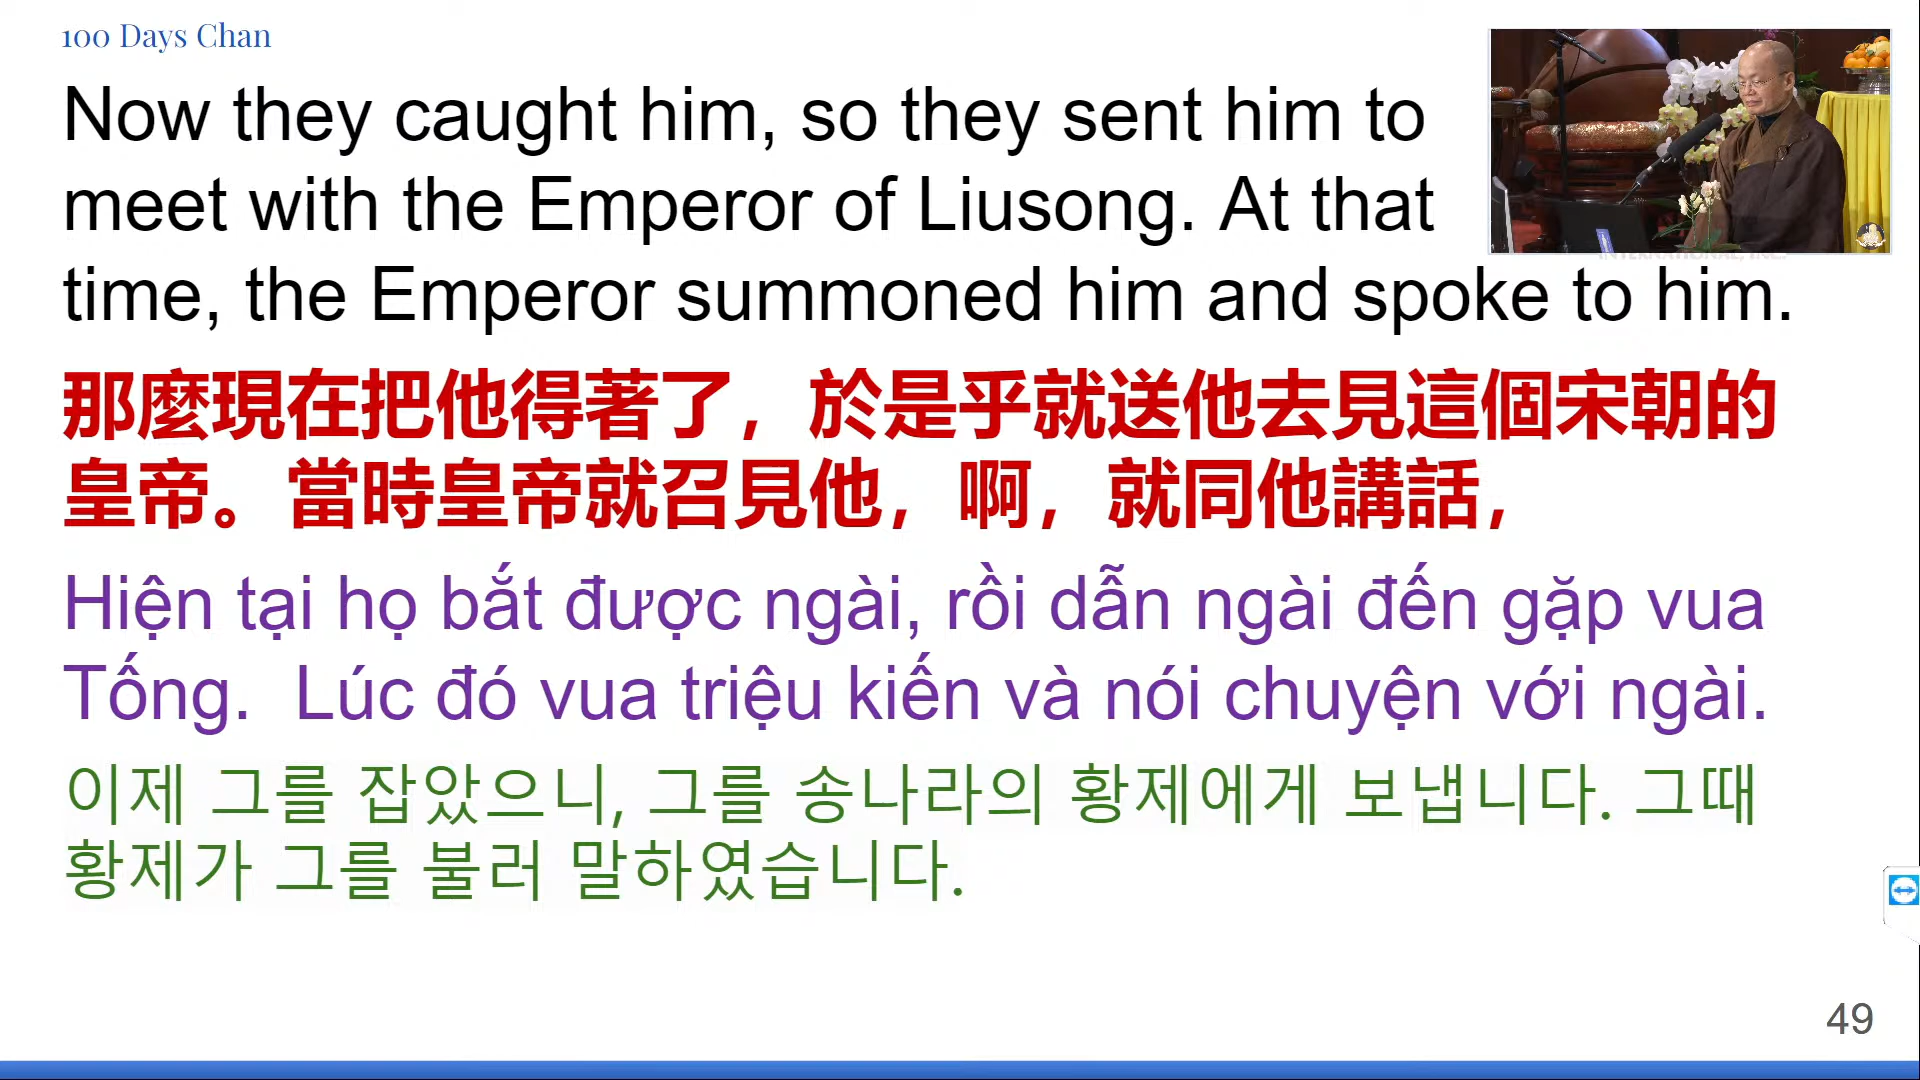 100 Days Chan
Now they caught him, so they sent him to
meet with the Emperor of Liusong. At that
time, the Emperor summoned him and spoke to him.
那麼現在把他得著了，於是乎就送他去見這個宋朝的
皇帝。當時皇帝就召見他，啊，就同他講話，
Hiện tại họ bắt được ngài, rồi dẫn ngài đến gặp vua
Tống.  Lúc đó vua triệu kiến và nói chuyện với ngài.
이제 그를 잡았으니, 그를 송나라의 황제에게 보냅니다. 그때
황제가 그를 불러 말하였습니다.
49